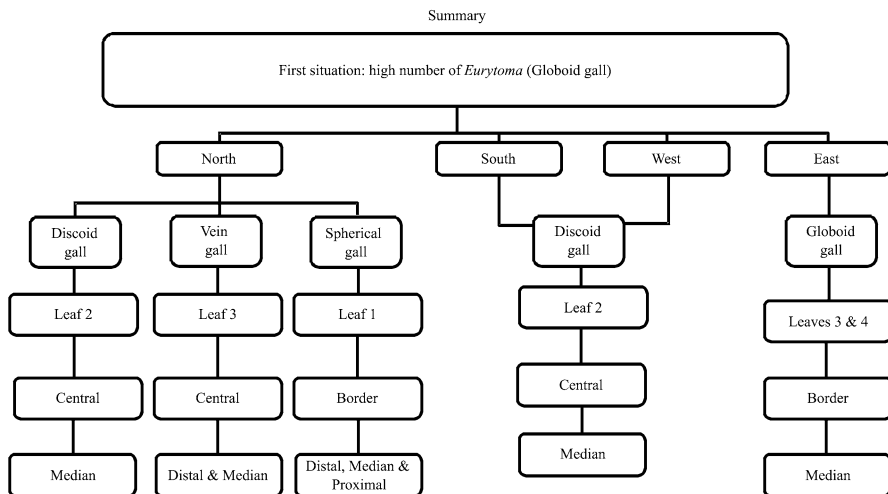 Summary
First situation: high number of Eurytoma (Globoid gall)
North
South
West
East
Discoid
gall
Vein
gall
Spherical
gall
Discoid
gall
Globoid
gall
Leaf 2
Leaf 3
Leaf 1
Leaf 2
Leaves 3 & 4
Central
Central
Border
Central
Border
Median
Distal & Median
Distal, Median &
Proximal
Median
Median